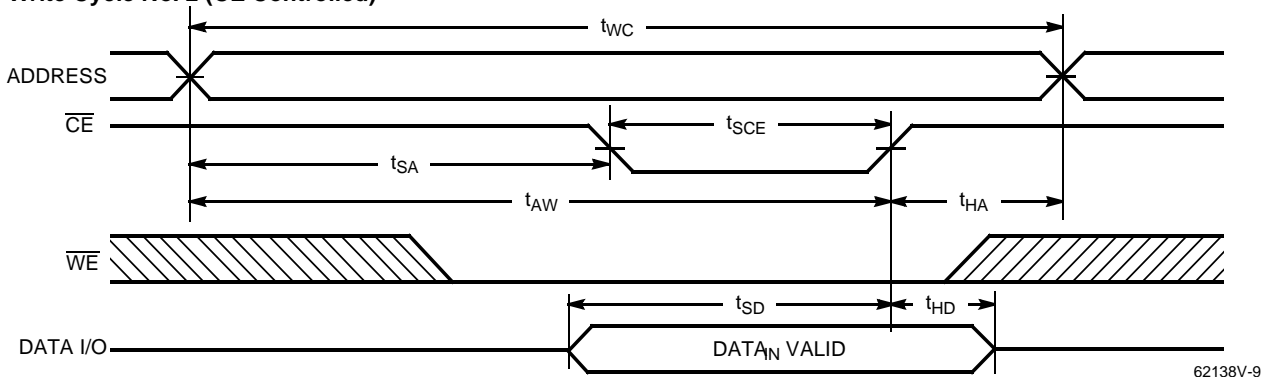 Write Cycle No. 2 (CE Controlled)
tWC
ADDRESS
CE
tSCE
tSA
tAW
tHA
WE
tSD
tHD
DATA I/O
DATAIN VALID
62138V-9